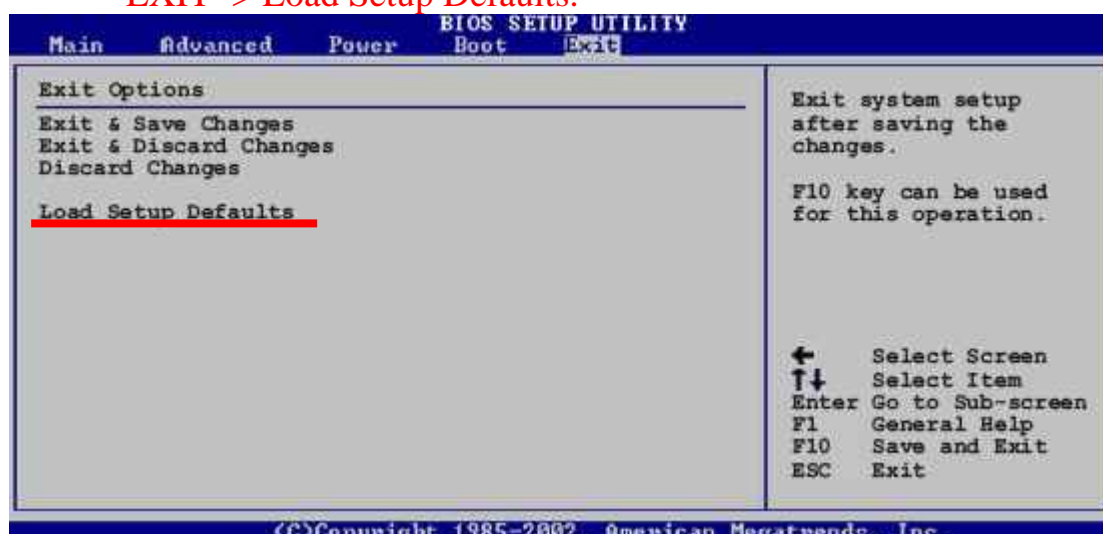 EXIT -> Load Setup Defaults.
BIOS SETUP UTILITY
Main Advanced Power Boot Exit
Exit Options
Exit & Save Changes
Exit & Discard Changes
Discard Changes
Load Setup Defaults
Exit system setup
after saving the
changes.
F10 key can be used
for this operation.
← Select Screen
↑↓ Select Item
Enter Go to Sub-screen
F1 General Help
F10 Save and Exit
ESC Exit
(C)Copyright 1985-2002, American Megatrends, Inc.